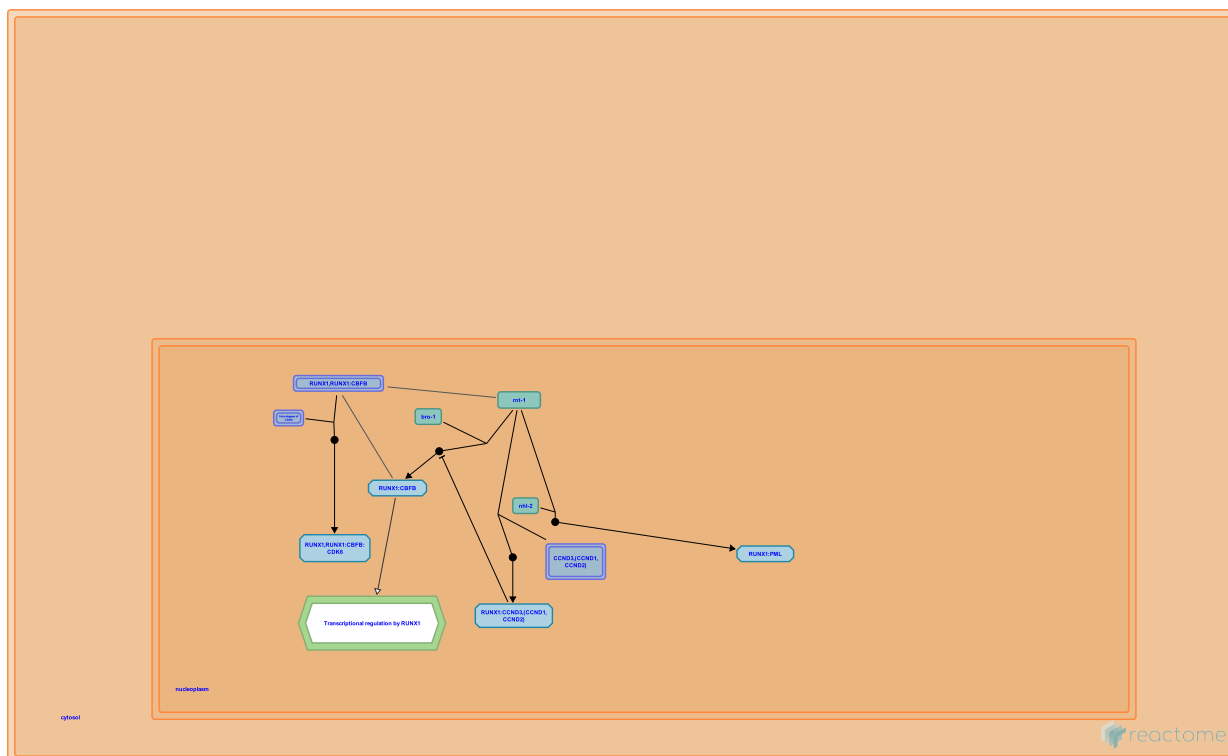 RUNX1,RUNX1:CBFB
rnt-1
bro-1
RUNX1:CBFB
nhl-2
RUNX1,RUNX1:CBFB:
CDK6
CCND3,(CCND1,
CCND2)
RUNX1:PML
RUNX1:CCND3,(CCND1,
CCND2)
Transcriptional regulation by RUNX1
nucleoplasm
cytosol
reactome